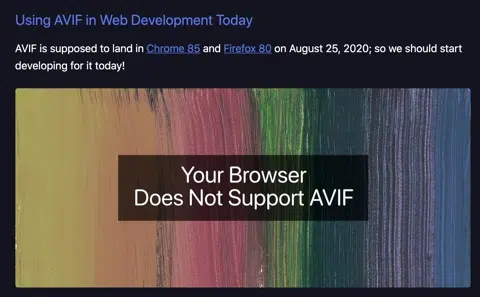 Using AVIF in Web Development Today
AVIF is supposed to land in Chrome 85 and Firefox 80 on August 25, 2020; so we should start
developing for it today!
Your Browser
Does Not Support AVIF